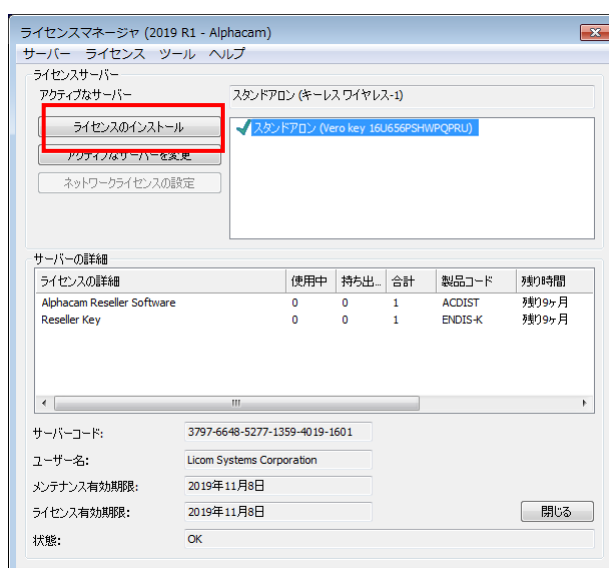 ライセンスマネージャ (2019 R1 - Alphacam)
サーバー ライセンス ツール ヘルプ
ライセンスサーバー
アクティブなサーバー
スタンドアロン (キーレス ワイヤレス-1)
ライセンスのインストール
スタンドアロン (Vero key 16U656PSHWPQPRU)
アクティブなサーバーを変更
ネットワークライセンスの設定
サーバーの詳細
ライセンスの詳細 使用中 持ち出... 合計 製品コード 残り時間
Alphacam Reseller Software 0 0 1 ACDIST 残り9ヶ月
Reseller Key 0 0 1 ENDIS-K 残り9ヶ月
サーバーコード: 3797-6648-5277-1359-4019-1601
ユーザー名: Licom Systems Corporation
メンテナンス有効期限: 2019年11月8日
ライセンス有効期限: 2019年11月8日
閉じる
状態: OK